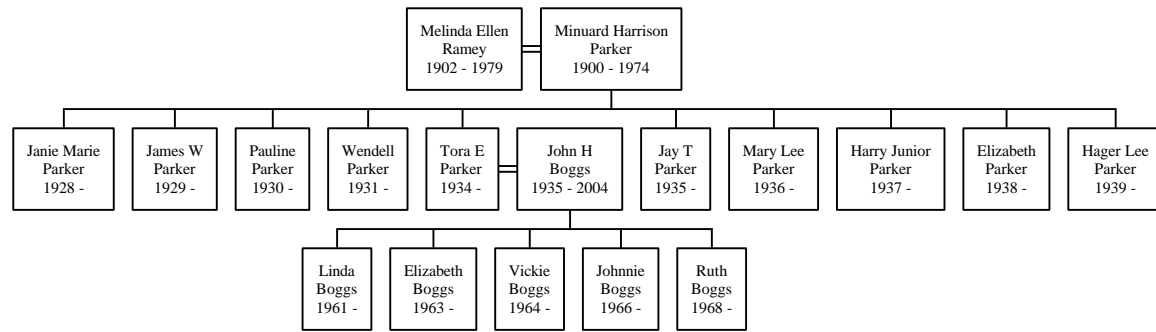 Melinda Ellen
Ramey
1902 - 1979
Minuard Harrison
Parker
1900 - 1974
Janie Marie
Parker
1928 -
James W
Parker
1929 -
Pauline
Parker
1930 -
Wendell
Parker
1931 -
Tora E
Parker
1934 -
John H
Boggs
1935 - 2004
Jay T
Parker
1935 -
Mary Lee
Parker
1936 -
Harry Junior
Parker
1937 -
Elizabeth
Parker
1938 -
Hager Lee
Parker
1939 -
Linda
Boggs
1961 -
Elizabeth
Boggs
1963 -
Vickie
Boggs
1964 -
Johnnie
Boggs
1966 -
Ruth
Boggs
1968 -